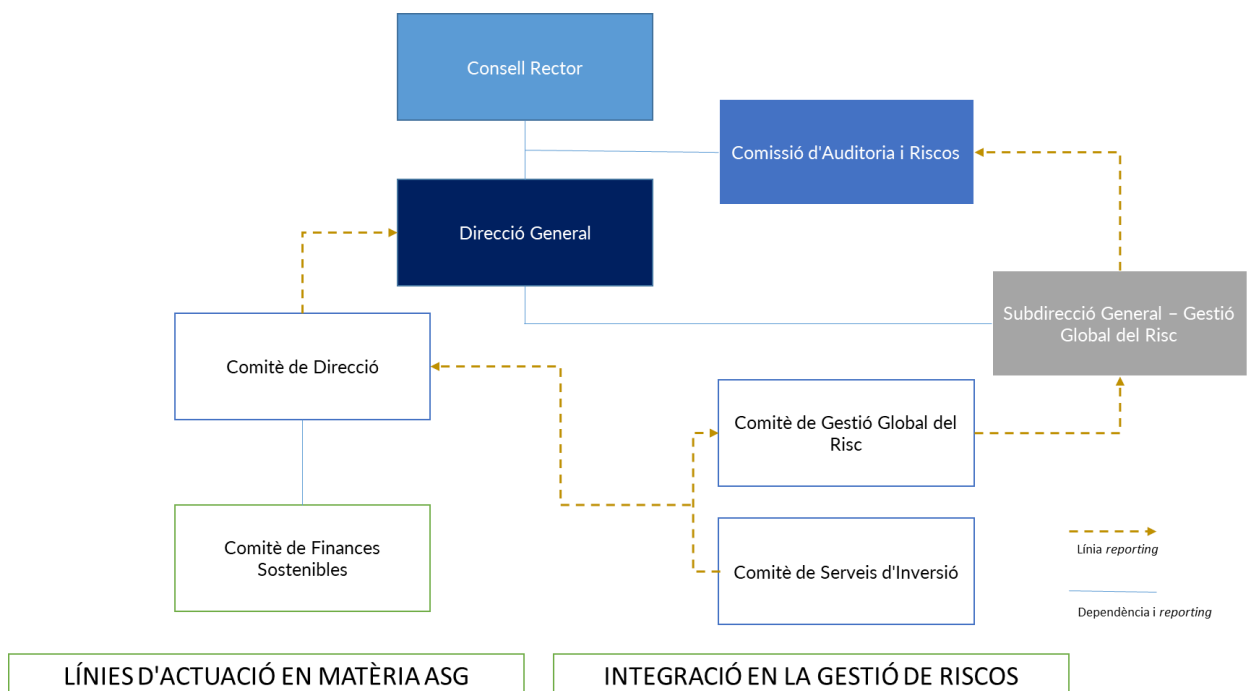 Consell Rector
Comissió d'Auditoria i Riscos
Direcció General
Subdirecció General – Gestió
Global del Risc
Comitè de Direcció
Comitè de Gestió Global del
Risc
Comitè de Finances
Sostenibles
Comitè de Serveis d'Inversió
Línia reporting
Dependència i reporting
LÍNIES D'ACTUACIÓ EN MATÈRIA ASG
INTEGRACIÓ EN LA GESTIÓ DE RISCOS